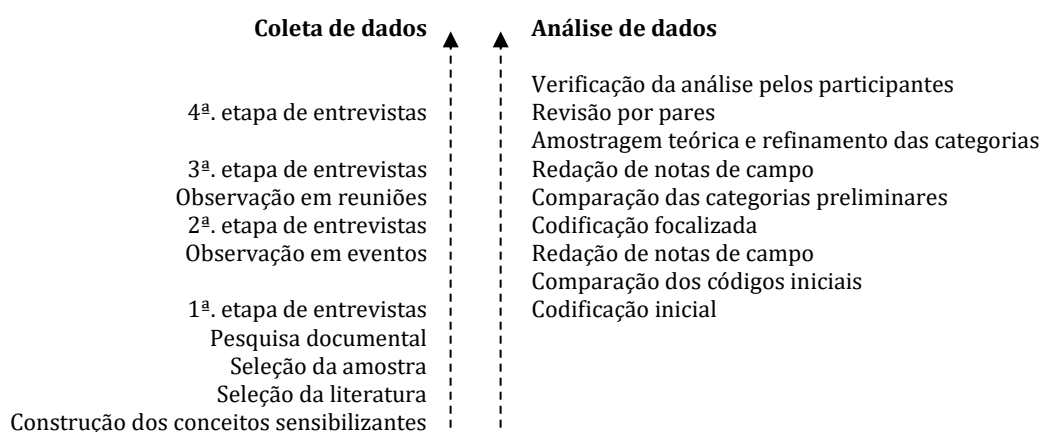 Coleta de dados
Análise de dados
Verificação da análise pelos participantes
4ª. etapa de entrevistas
Revisão por pares
Amostragem teórica e refinamento das categorias
3ª. etapa de entrevistas
Redação de notas de campo
Observação em reuniões
Comparação das categorias preliminares
2ª. etapa de entrevistas
Codificação focalizada
Observação em eventos
Redação de notas de campo
Comparação dos códigos iniciais
1ª. etapa de entrevistas
Codificação inicial
Pesquisa documental
Seleção da amostra
Seleção da literatura
Construção dos conceitos sensibilizantes